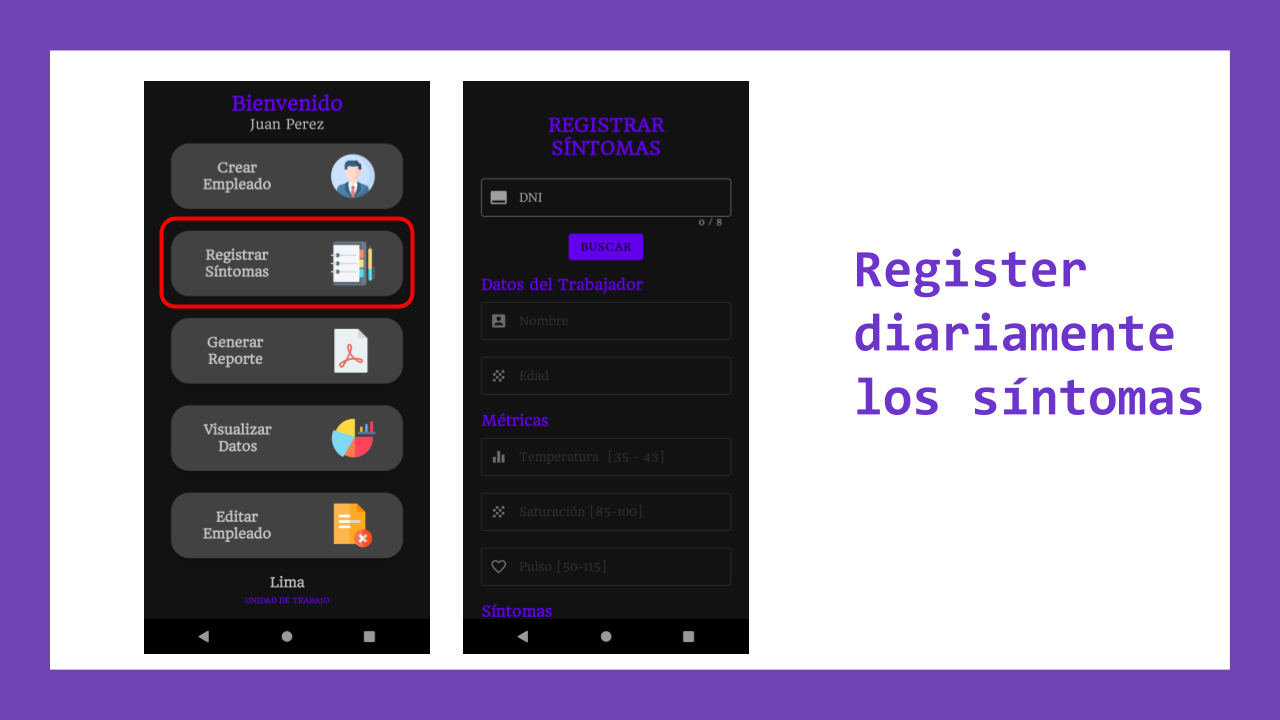 Bienvenido
Juan Perez
Crear
Empleado
Registrar
Síntomas
Generar
Reporte
Visualizar
Datos
Editar
Empleado
Lima
UNIDAD DE TRABAJO
REGISTRAR
SÍNTOMAS
DNI
0 / 8
BUSCAR
Datos del Trabajador
Nombre
Edad
Métricas
Temperatura [35 - 43]
Saturación [85-100]
Pulso [50-115]
Síntomas
Register
diariamente
los síntomas